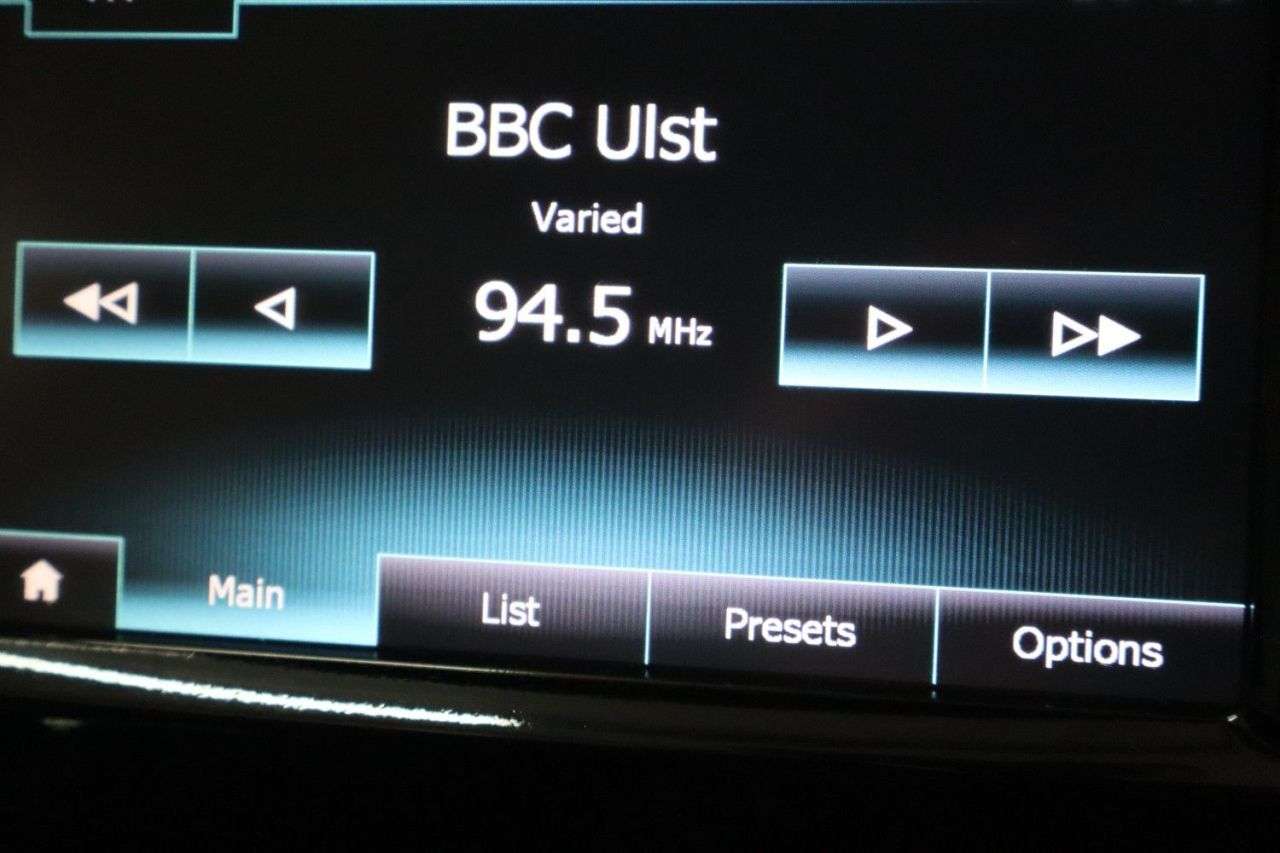 BBC Ulst
Varied
94.5 MHz
Main
List
Presets
Options